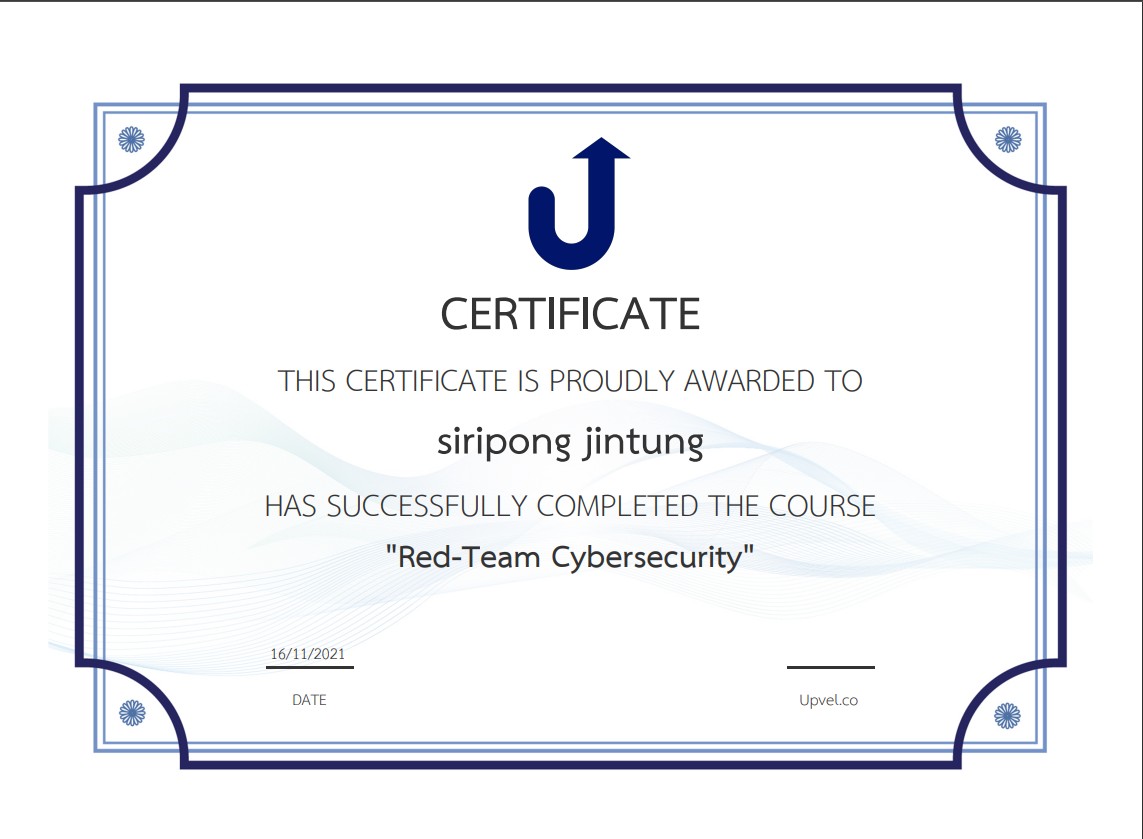 CERTIFICATE
THIS CERTIFICATE IS PROUDLY AWARDED TO
siripong jintung
HAS SUCCESSFULLY COMPLETED THE COURSE
"Red-Team Cybersecurity"
16/11/2021
DATE
Upvel.co